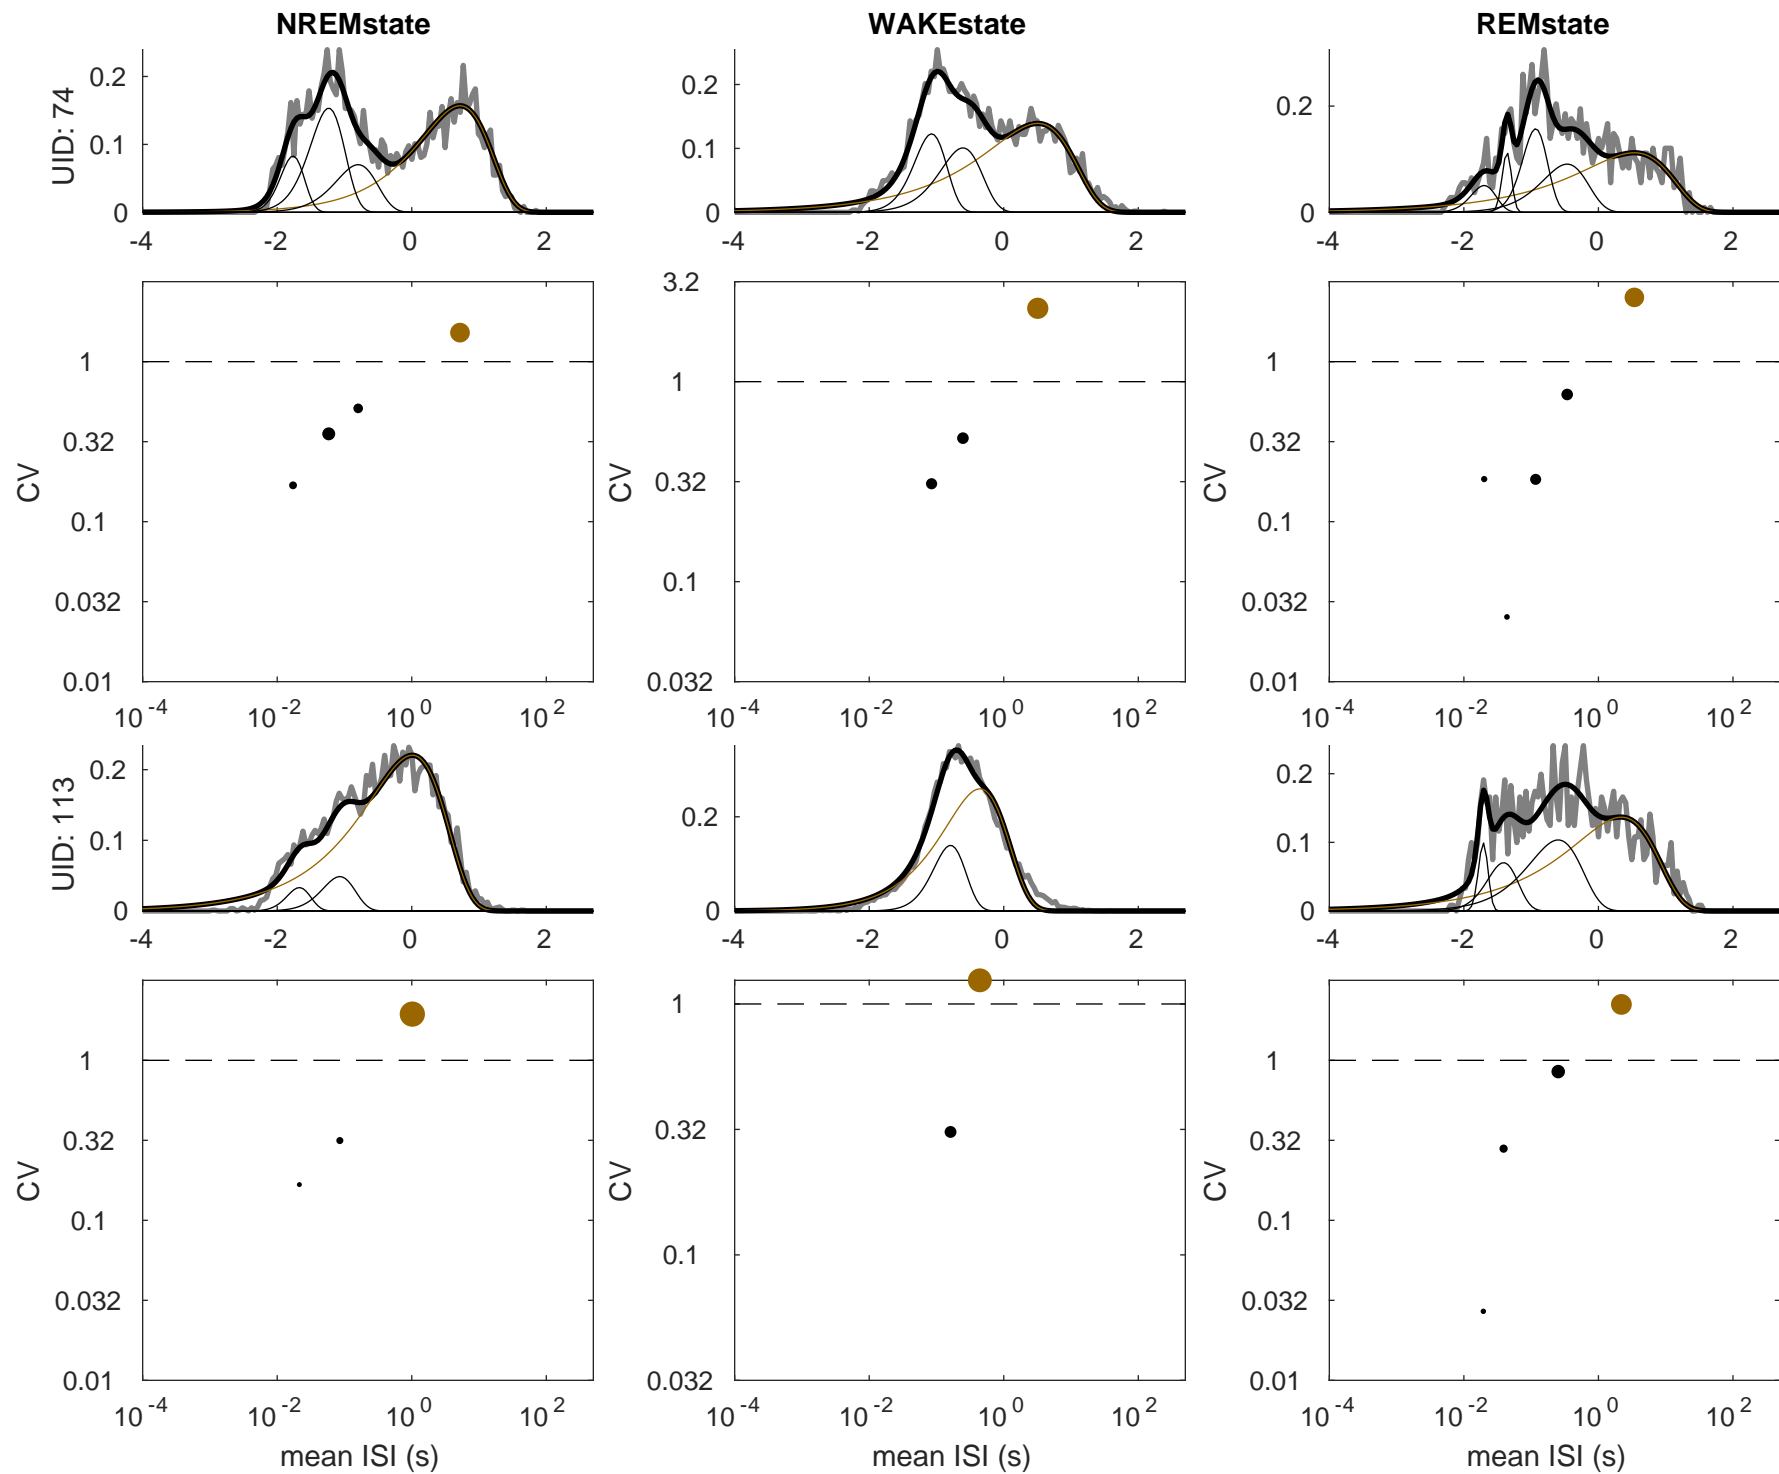 NREMstate WAKEstate REMstate
UID: 74
0.2 0.1 0
-4 -2 0 2
0.2 0.1 0
-4 -2 0 2
0.2 0
-4 -2 0 2
CV
1 0.32 0.1 0.032 0.01
10^-4 10^-2 10^0 10^2
CV
3.2 1 0.32 0.1 0.032
10^-4 10^-2 10^0 10^2
CV
1 0.32 0.1 0.032 0.01
10^-4 10^-2 10^0 10^2
UID: 113
0.2 0.1 0
-4 -2 0 2
0.2 0
-4 -2 0 2
0.2 0.1 0
-4 -2 0 2
CV
1 0.32 0.1 0.032 0.01
10^-4 10^-2 10^0 10^2
mean ISI (s)
CV
1 0.32 0.1 0.032
10^-4 10^-2 10^0 10^2
mean ISI (s)
CV
1 0.32 0.1 0.032 0.01
10^-4 10^-2 10^0 10^2
mean ISI (s)